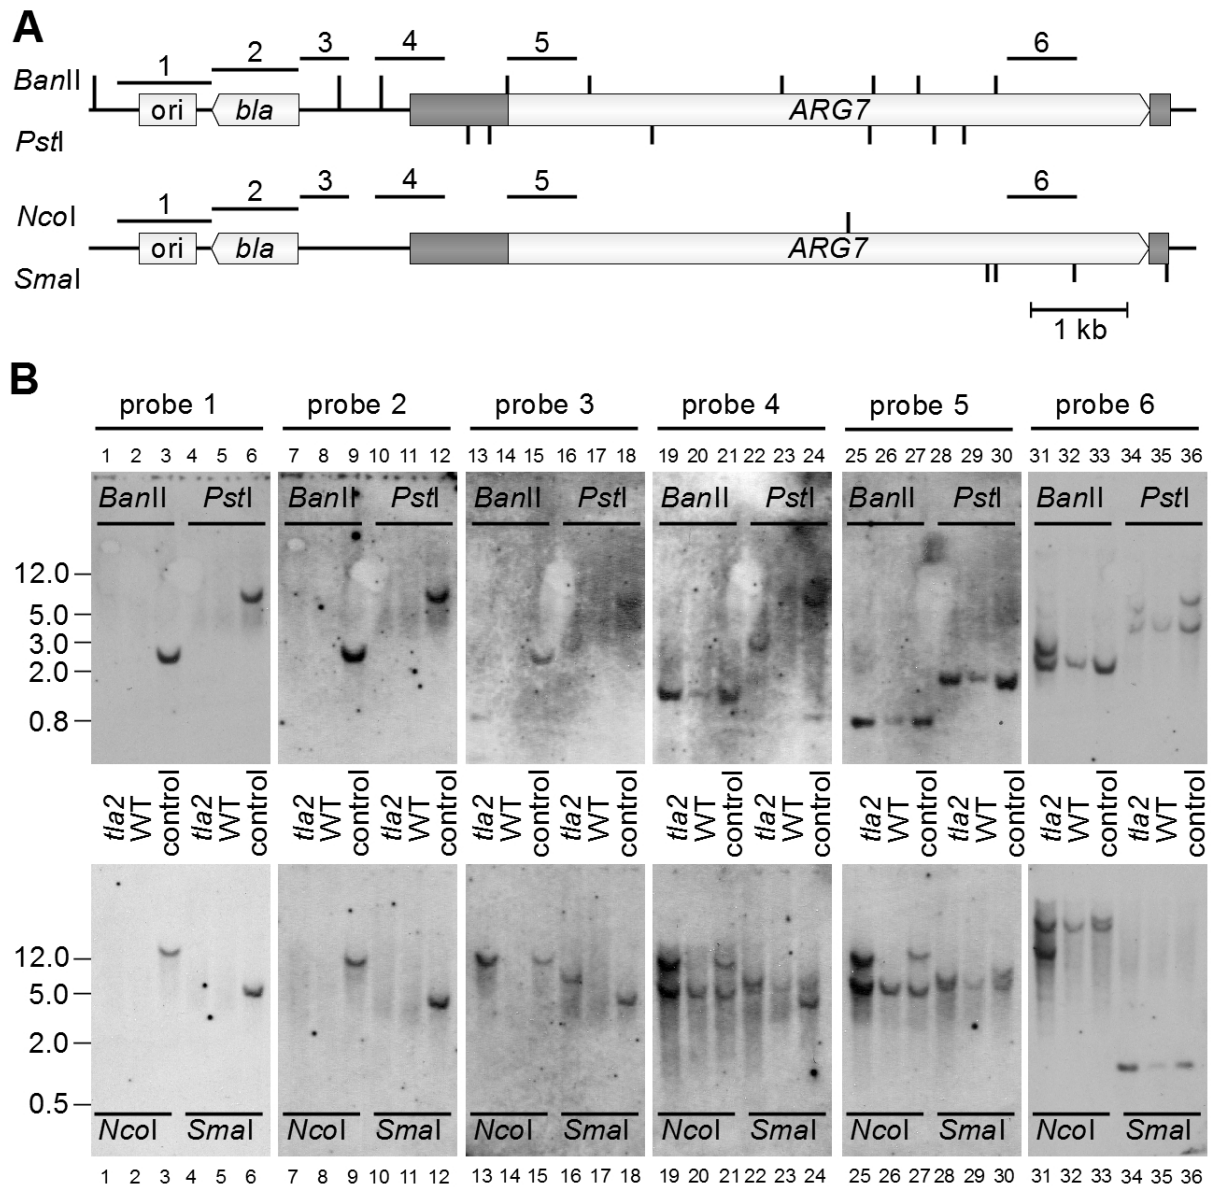 A
1 2 3 4 5 6
BanII
ori bla ARG7
PstI
1 2 3 4 5 6
NcoI
ori bla ARG7
SmaI
1 kb
B
probe 1 probe 2 probe 3 probe 4 probe 5 probe 6
1 2 3 4 5 6 7 8 9 10 11 12 13 14 15 16 17 18 19 20 21 22 23 24 25 26 27 28 29 30 31 32 33 34 35 36
BanII PstI BanII PstI BanII PstI BanII PstI BanII PstI BanII PstI
12.0
5.0
3.0
2.0
0.8
tla2 WT control tla2 WT control tla2 WT control tla2 WT control tla2 WT control tla2 WT control tla2 WT control tla2 WT control tla2 WT control tla2 WT control tla2 WT control tla2 WT control
12.0
5.0
2.0
0.5
NcoI SmaI NcoI SmaI NcoI SmaI NcoI SmaI NcoI SmaI NcoI SmaI
1 2 3 4 5 6 7 8 9 10 11 12 13 14 15 16 17 18 19 20 21 22 23 24 25 26 27 28 29 30 31 32 33 34 35 36